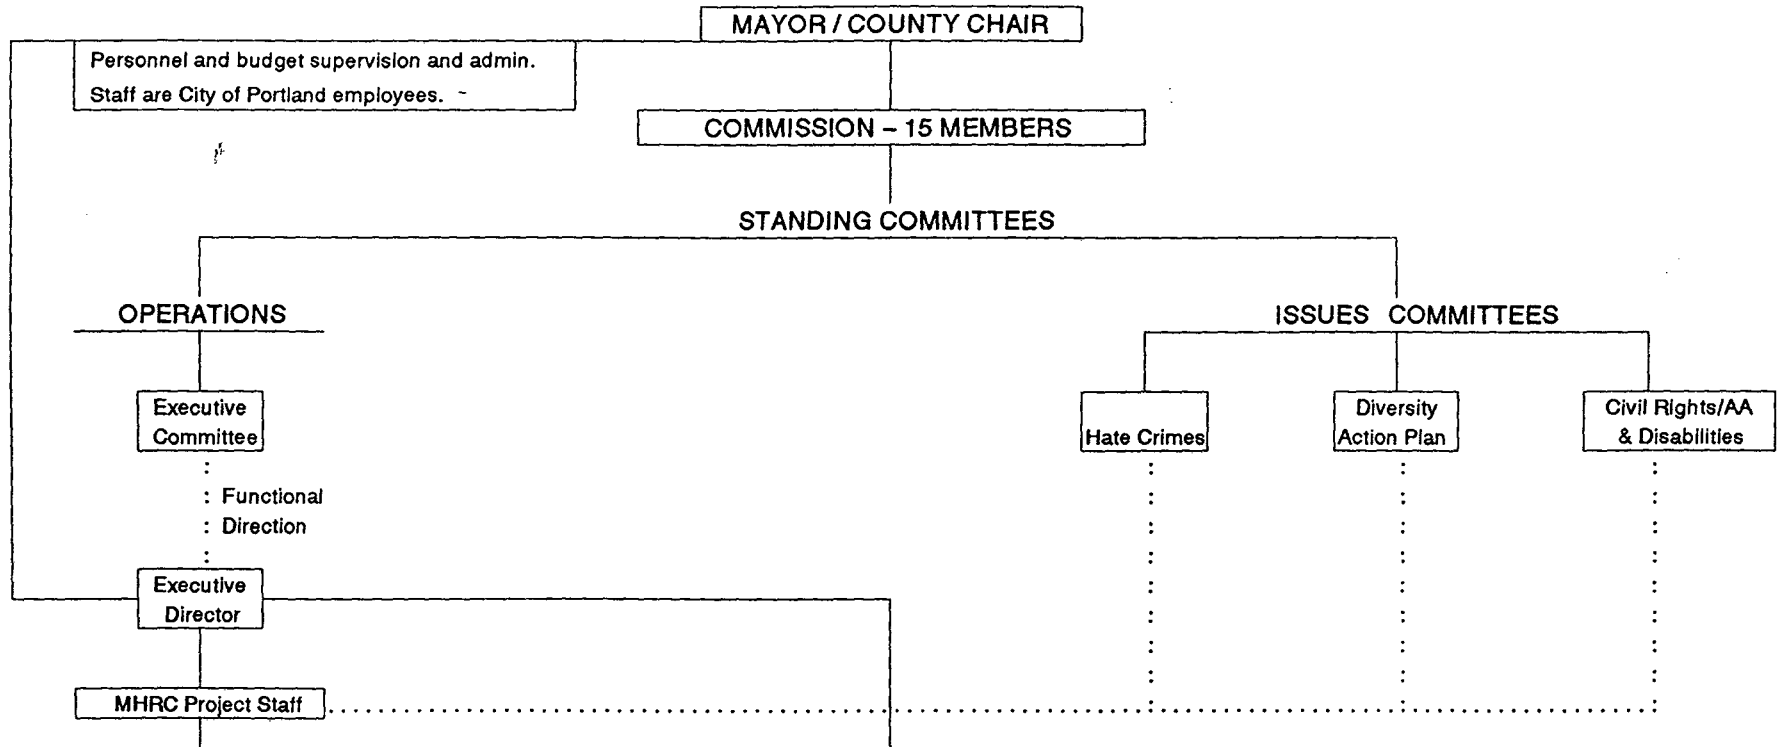 MAYOR / COUNTY CHAIR
Personnel and budget supervision and admin.
Staff are City of Portland employees.
COMMISSION – 15 MEMBERS
STANDING COMMITTEES
OPERATIONS
ISSUES COMMITTEES
Executive
Committee
Hate Crimes
Diversity
Action Plan
Civil Rights/AA
& Disabilities
Functional
Direction
Executive
Director
MHRC Project Staff